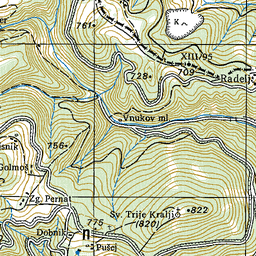 761
K
XIII/95
709
Radelj
728
Vnukov ml
756
Golmoš
Zg. Pernat
822
Sv. Trije Kralji
(820)
775
Dobnik
Pušej